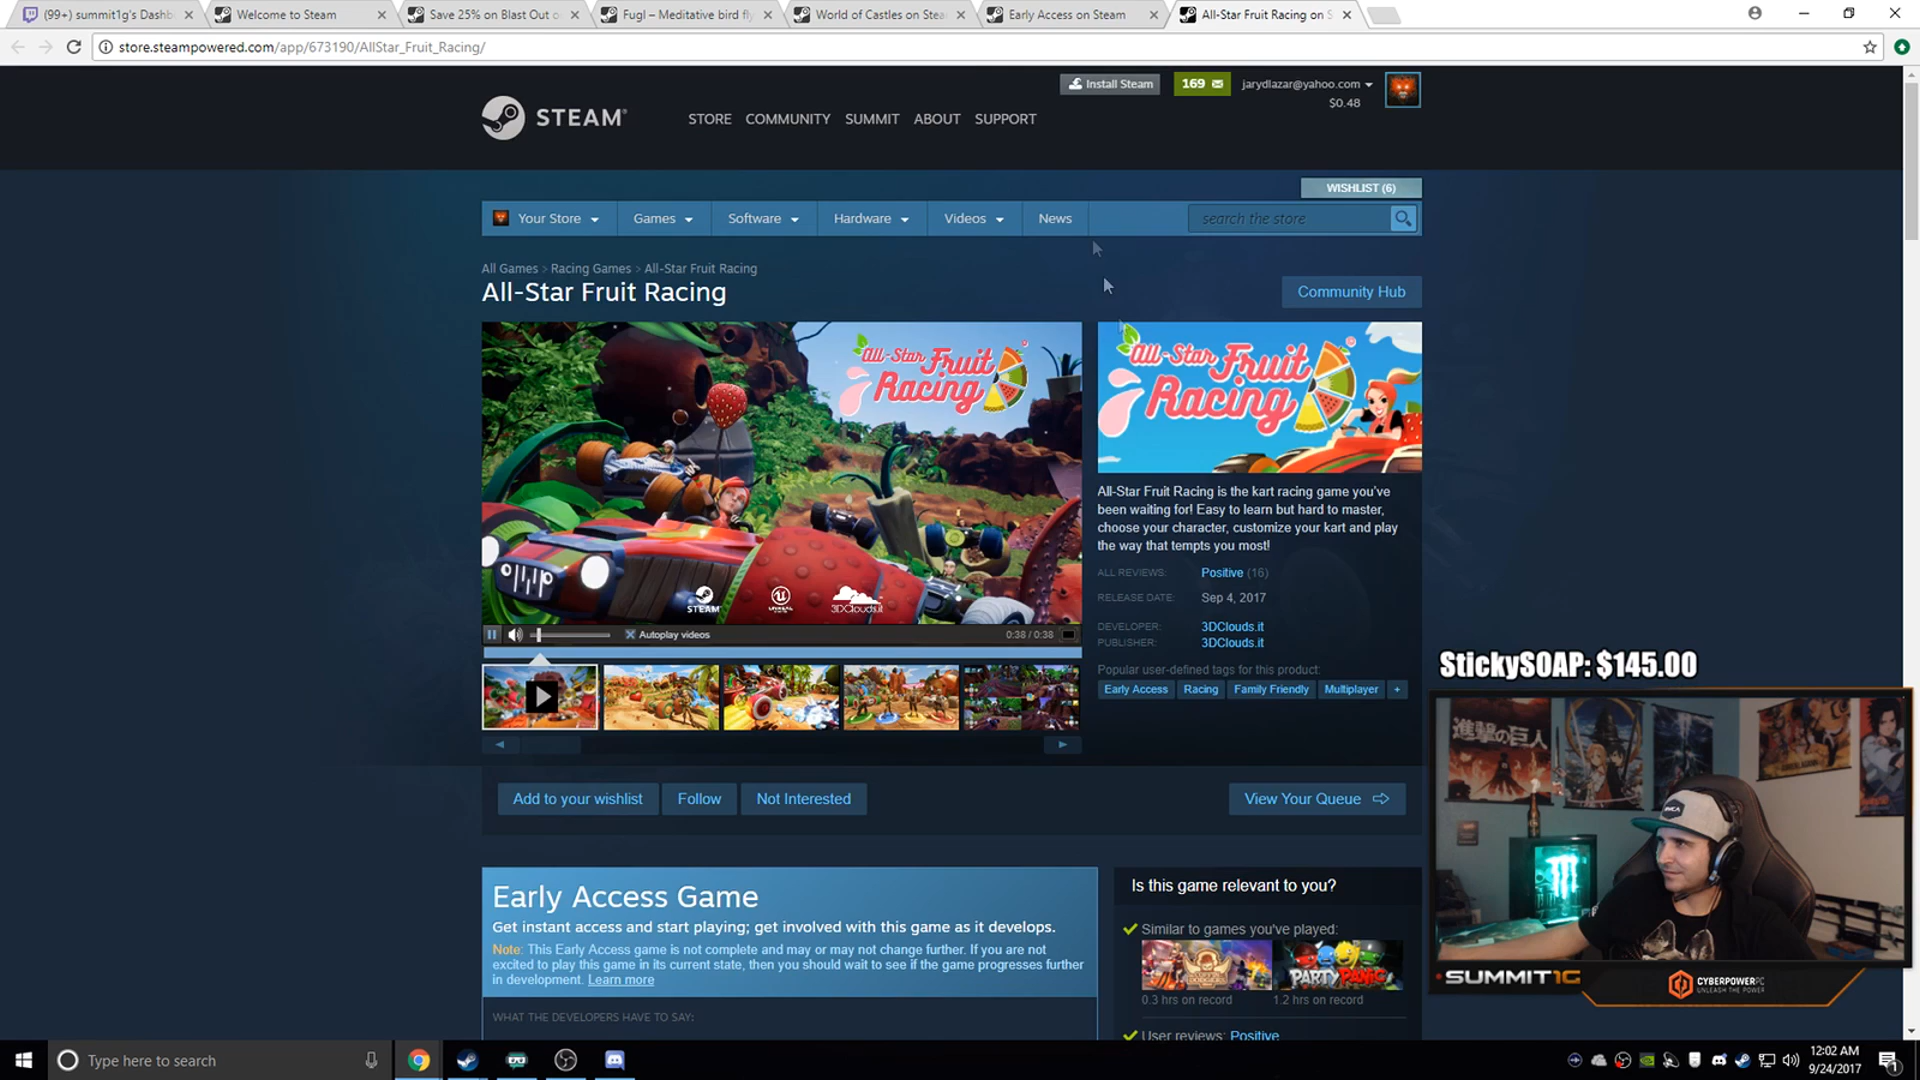 (99+) summit1g's Dashb
Welcome to Steam
Save 25% on Blast Out o
Fugl – Meditative bird fl
World of Castles on Stea
Early Access on Steam
All-Star Fruit Racing on S
store.steampowered.com/app/673190/AllStar_Fruit_Racing/
Install Steam
169
jarydlazar@yahoo.com
$0.48
STEAM
STORE COMMUNITY SUMMIT ABOUT SUPPORT
WISHLIST (6)
Your Store
Games
Software
Hardware
Videos
News
search the store
All Games > Racing Games > All-Star Fruit Racing
All-Star Fruit Racing
Community Hub
All-Star Fruit
Racing
All-Star Fruit
Racing
All-Star Fruit Racing is the kart racing game you've
been waiting for! Easy to learn but hard to master,
choose your character, customize your kart and play
the way that tempts you most!
ALL REVIEWS: Positive (16)
RELEASE DATE: Sep 4, 2017
DEVELOPER: 3DClouds.it
PUBLISHER: 3DClouds.it
Popular user-defined tags for this product:
Early Access
Racing
Family Friendly
Multiplayer
+
STEAM
3DClouds.it
Autoplay videos
0:38 / 0:38
StickySOAP: $145.00
進撃の巨人
Add to your wishlist
Follow
Not Interested
View Your Queue
Early Access Game
Get instant access and start playing; get involved with this game as it develops.
Note: This Early Access game is not complete and may or may not change further. If you are not
excited to play this game in its current state, then you should wait to see if the game progresses further
in development. Learn more
WHAT THE DEVELOPERS HAVE TO SAY:
Is this game relevant to you?
Similar to games you've played:
PARTY PANIC
0.3 hrs on record
1.2 hrs on record
User reviews: Positive
SUMMIT1G
CYBERPOWERPC
UNLEASH THE POWER
Type here to search
12:02 AM
9/24/2017
1